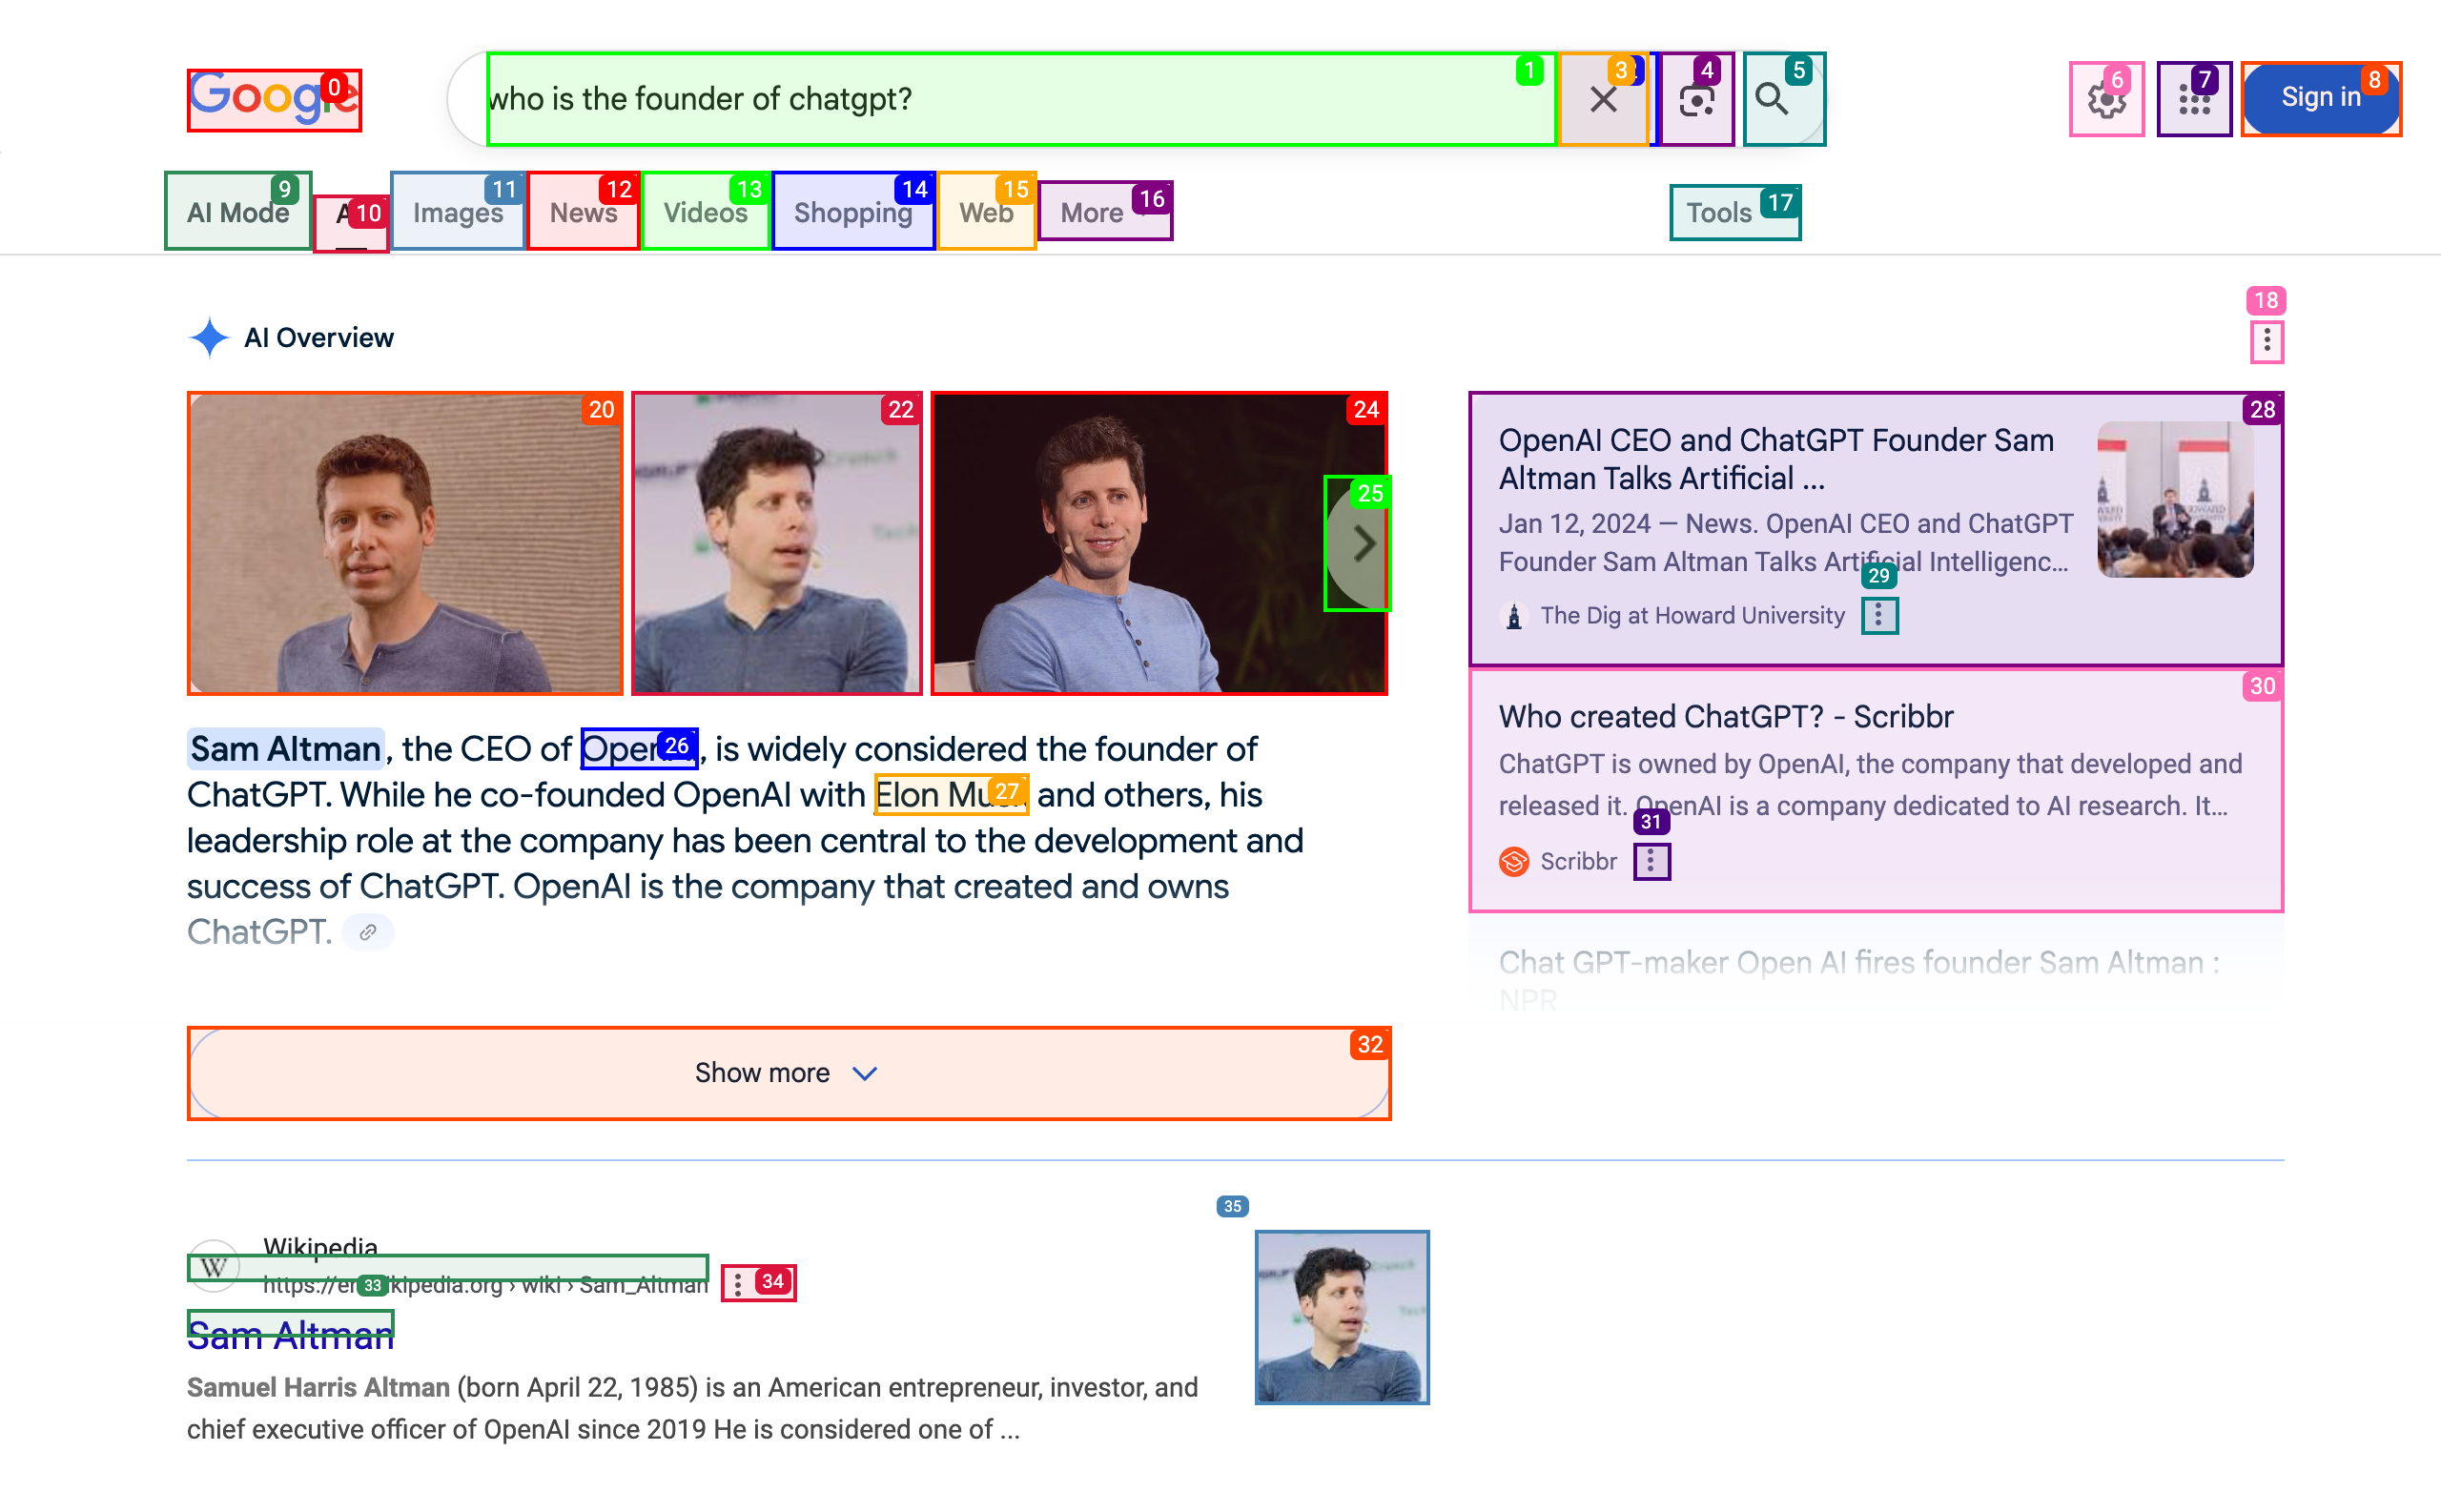 Google 0
who is the founder of chatgpt? 1 3 4 5
6 7 Sign in 8
AI Mode 9 10 Images 11 News 12 Videos 13 Shopping 14 Web 15 More 16 Tools 17
18
AI Overview
20 22 24 25
Sam Altman, the CEO of 26, is widely considered the founder of
ChatGPT. While he co-founded OpenAI with Elon 27 and others, his
leadership role at the company has been central to the development and
success of ChatGPT. OpenAI is the company that created and owns
ChatGPT.
28
OpenAI CEO and ChatGPT Founder Sam
Altman Talks Artificial ...
Jan 12, 2024 — News. OpenAI CEO and ChatGPT
Founder Sam Altman Talks Artificial Intelligenc...
29
The Dig at Howard University
30
Who created ChatGPT? - Scribbr
ChatGPT is owned by OpenAI, the company that developed and
released it. OpenAI is a company dedicated to AI research. It...
31
Scribbr
Chat GPT-maker Open AI fires founder Sam Altman :
NPR
32
Show more
35
W
Wikipedia
33 › wiki › Sam_Altman 34
Sam Altman
Samuel Harris Altman (born April 22, 1985) is an American entrepreneur, investor, and
chief executive officer of OpenAI since 2019 He is considered one of ...